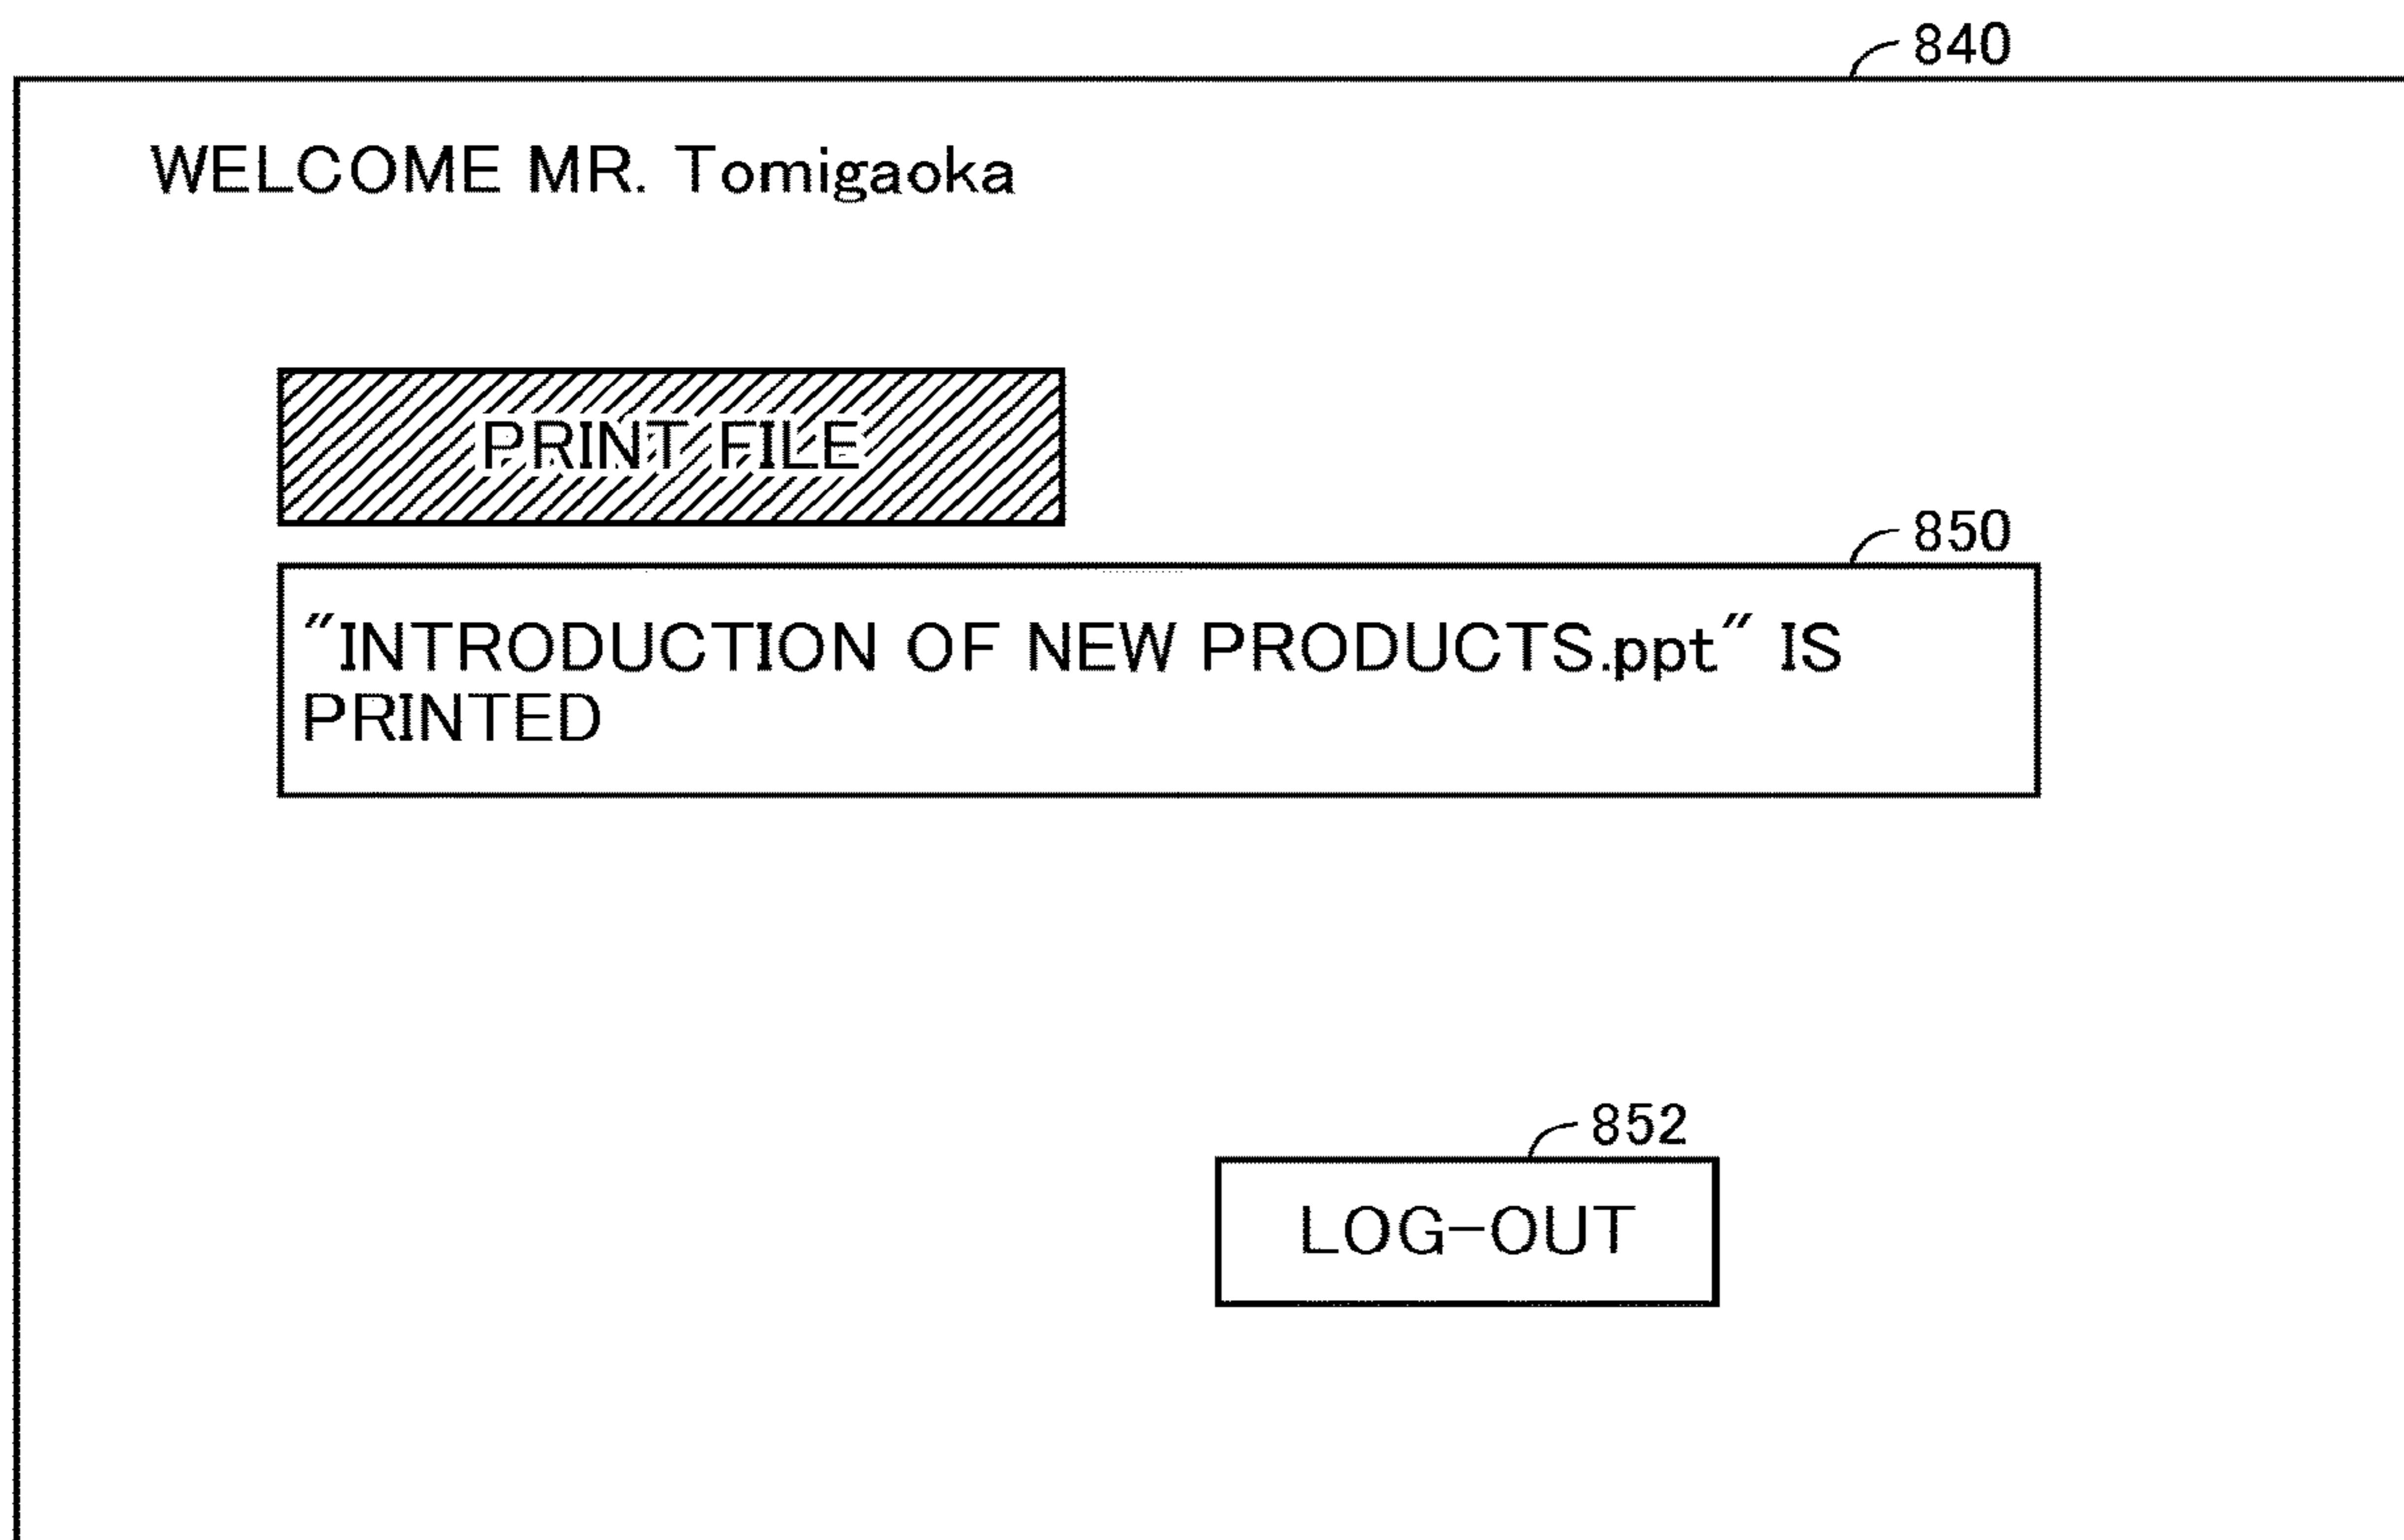 840
WELCOME MR. Tomigaoka
PRINT FILE
850
"INTRODUCTION OF NEW PRODUCTS.ppt" IS
PRINTED
852
LOG-OUT